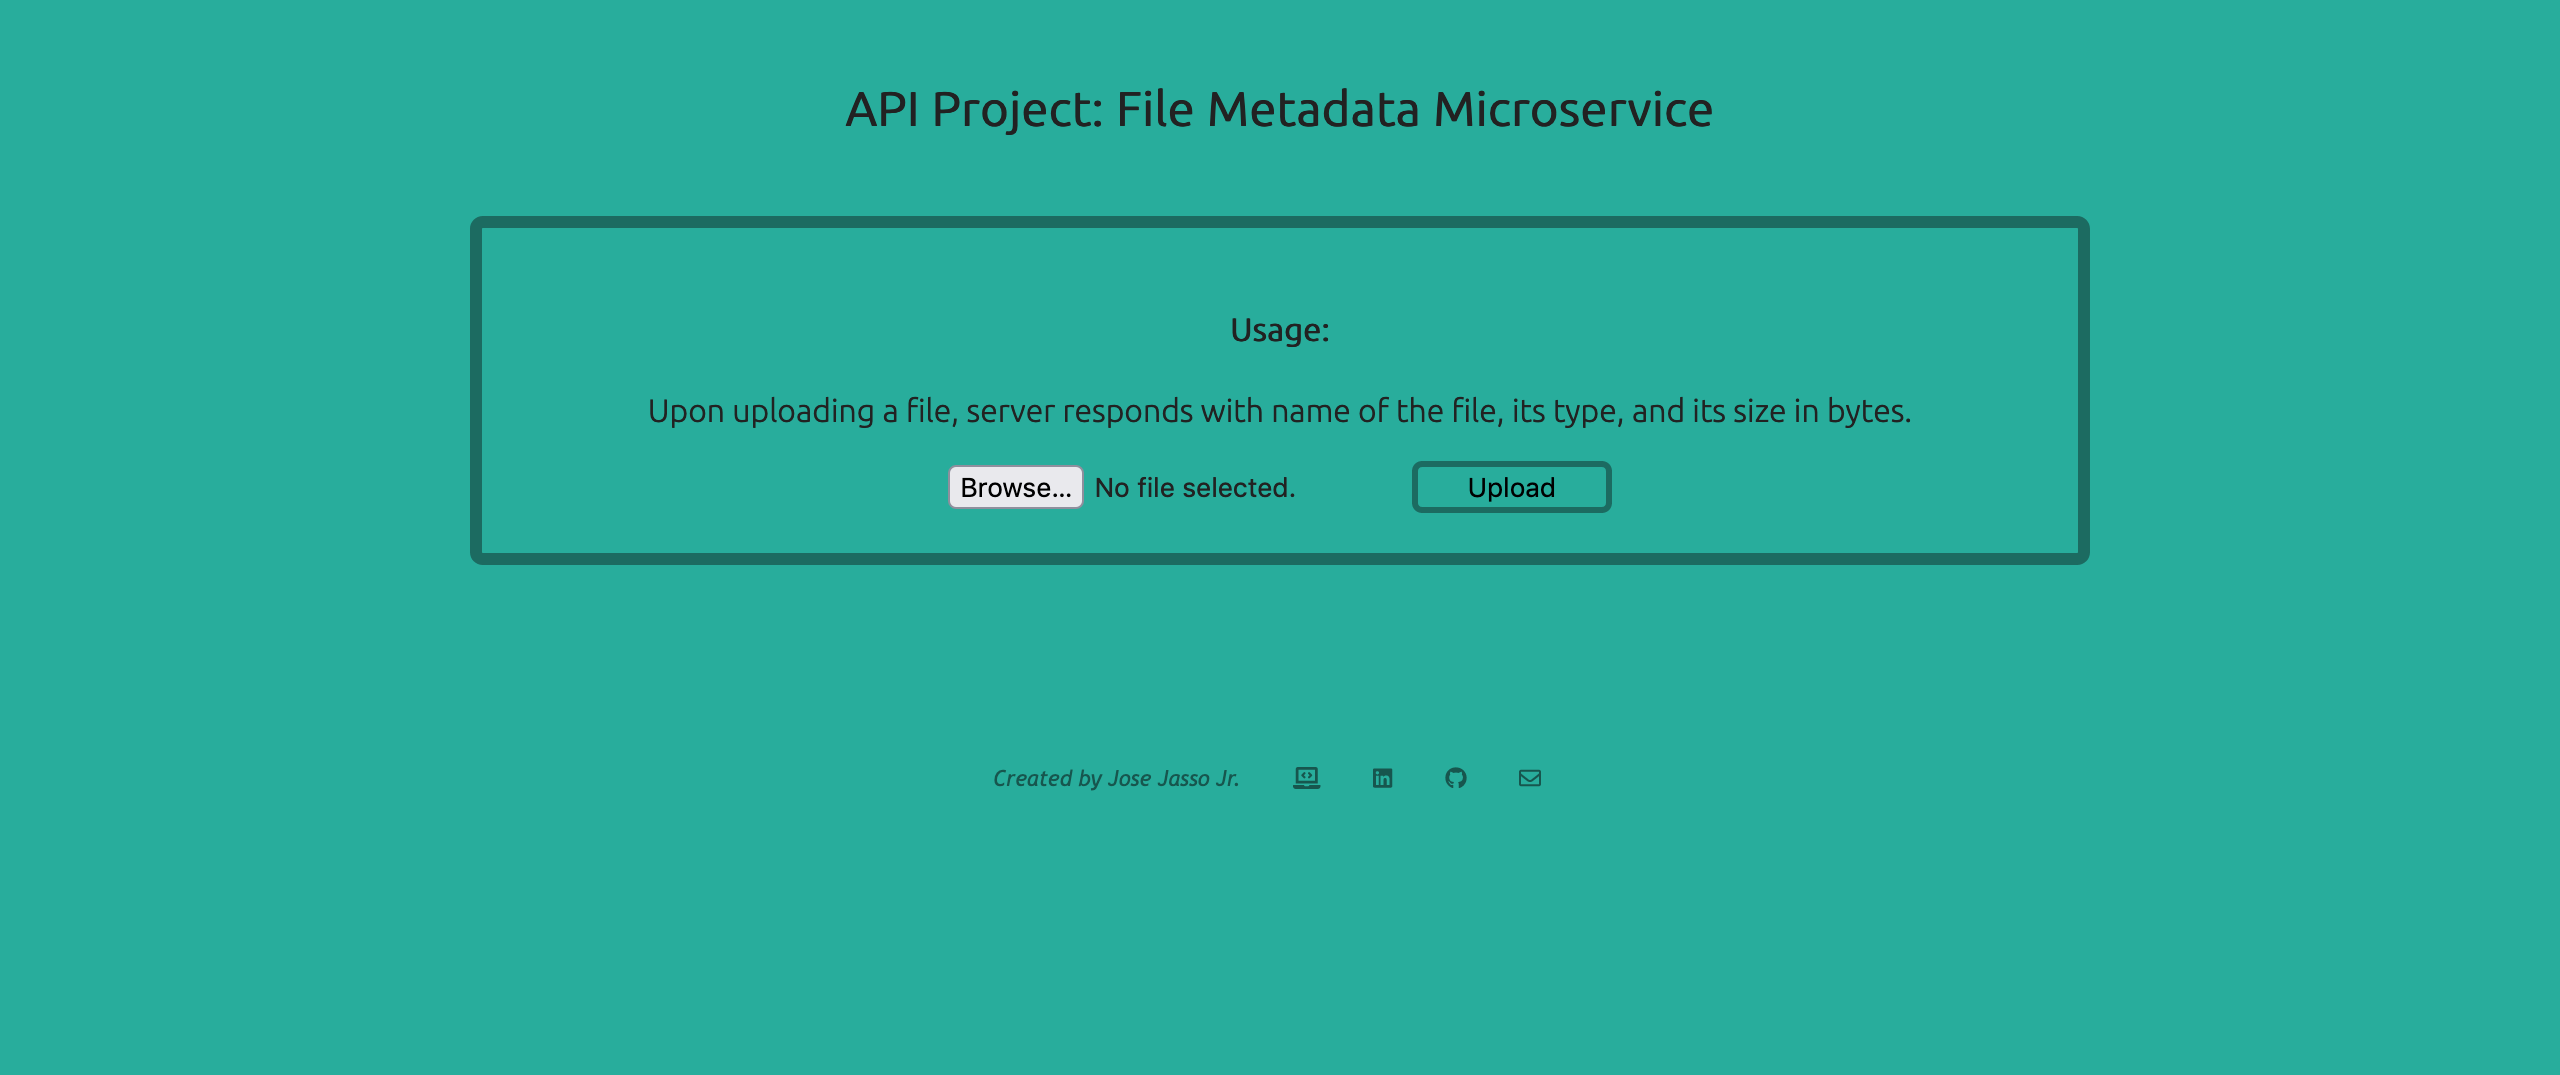 API Project: File Metadata Microservice
Usage:
Upon uploading a file, server responds with name of the file, its type, and its size in bytes.
Browse... No file selected. Upload
Created by Jose Jasso Jr.